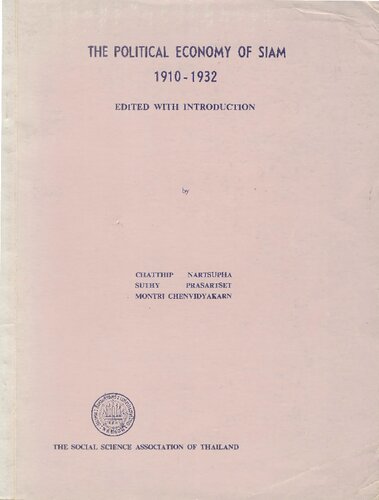 THE POLITICAL ECONOMY OF SIAM
1910-1932
EDITED WITH INTRODUCTION
by
CHATTHIP NARTSUPHA
SUTHY PRASARTSET
MONTRI CHENVIDYAKARN
THE SOCIAL SCIENCE ASSOCIATION OF THAILAND